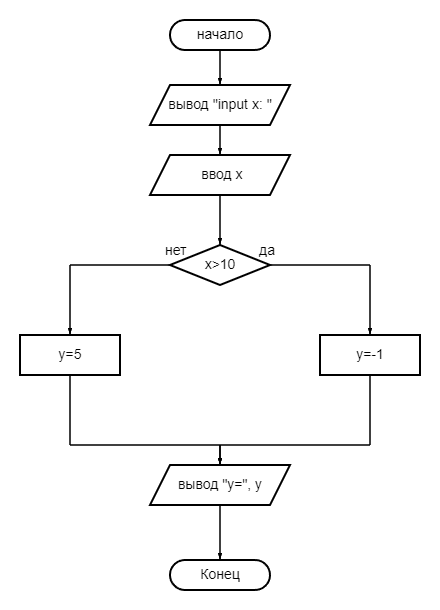 начало
вывод "input x: "
ввод x
нет
да
x>10
y=5
y=-1
вывод "y=", y
Конец